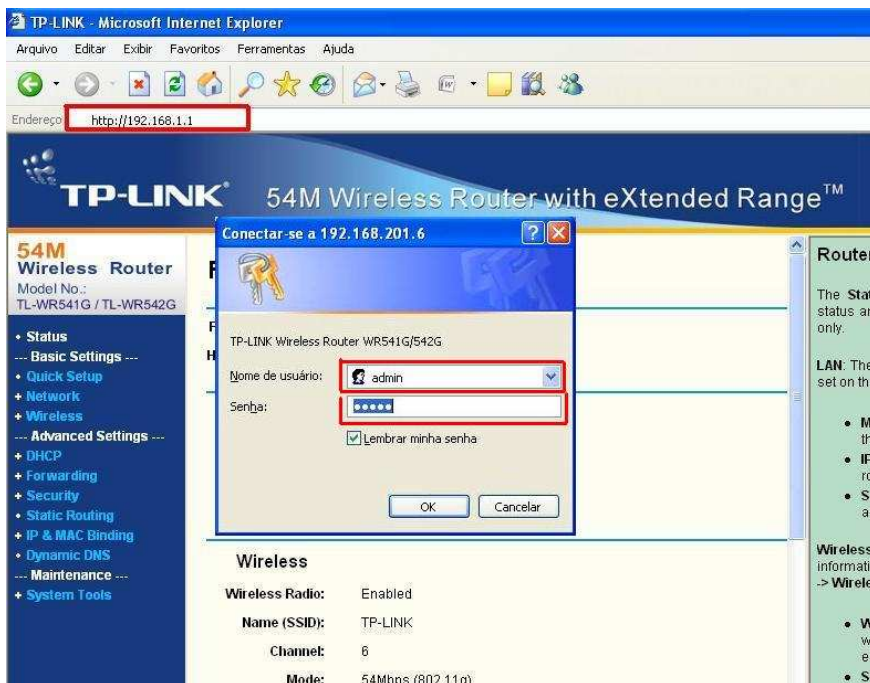 TP-LINK - Microsoft Internet Explorer
Arquivo Editar Exibir Favoritos Ferramentas Ajuda
Endereço http://192.168.1.1
TP-LINK® 54M Wireless Router with eXtended Range™
54M
Wireless Router
Model No.:
TL-WR541G / TL-WR542G
• Status
--- Basic Settings ---
• Quick Setup
+ Network
+ Wireless
--- Advanced Settings ---
+ DHCP
+ Forwarding
+ Security
• Static Routing
+ IP & MAC Binding
• Dynamic DNS
--- Maintenance ---
+ System Tools
Conectar-se a 192.168.201.6
TP-LINK Wireless Router WR541G/542G
Nome de usuário: admin
Senha: •••••
Lembrar minha senha
OK Cancelar
Wireless
Wireless Radio: Enabled
Name (SSID): TP-LINK
Channel: 6
Mode: 54Mbps (802.11g)
The
status
only.
LAN:
set on